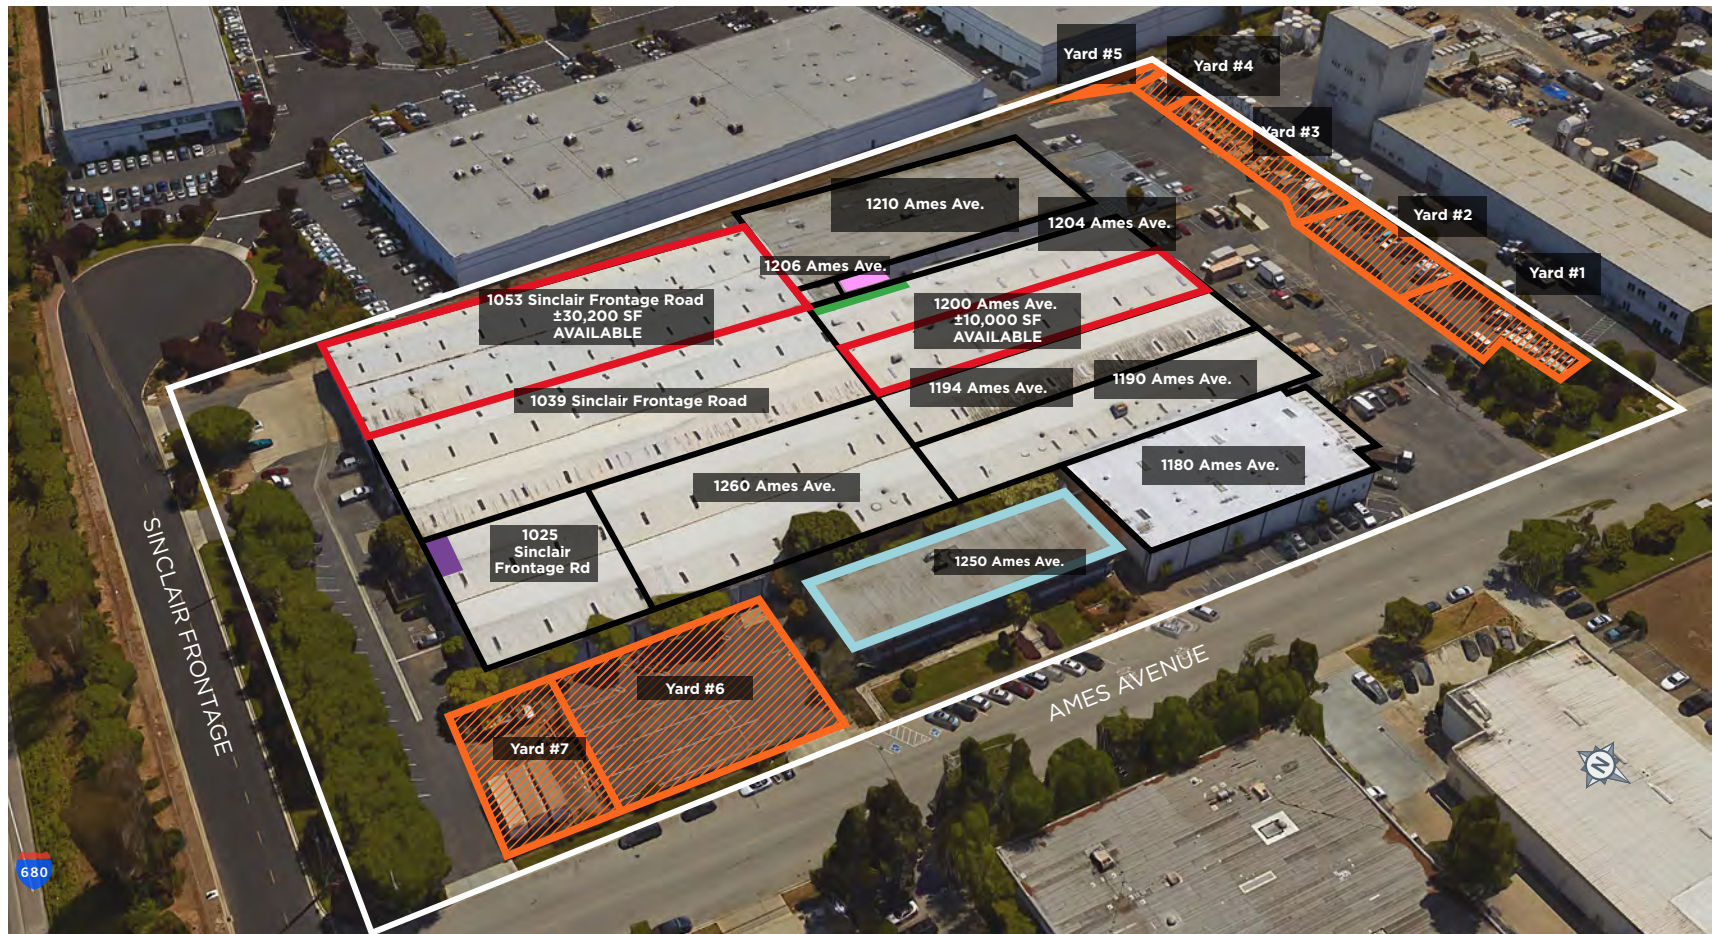 Yard #5
Yard #4
Yard #3
Yard #2
Yard #1
1210 Ames Ave.
1204 Ames Ave.
1206 Ames Ave.
1053 Sinclair Frontage Road
±30,200 SF
AVAILABLE
1200 Ames Ave.
±10,000 SF
AVAILABLE
1039 Sinclair Frontage Road
1194 Ames Ave.
1190 Ames Ave.
1260 Ames Ave.
1180 Ames Ave.
1025
Sinclair
Frontage Rd
1250 Ames Ave.
SINCLAIR FRONTAGE
AMES AVENUE
Yard #6
Yard #7
N
680